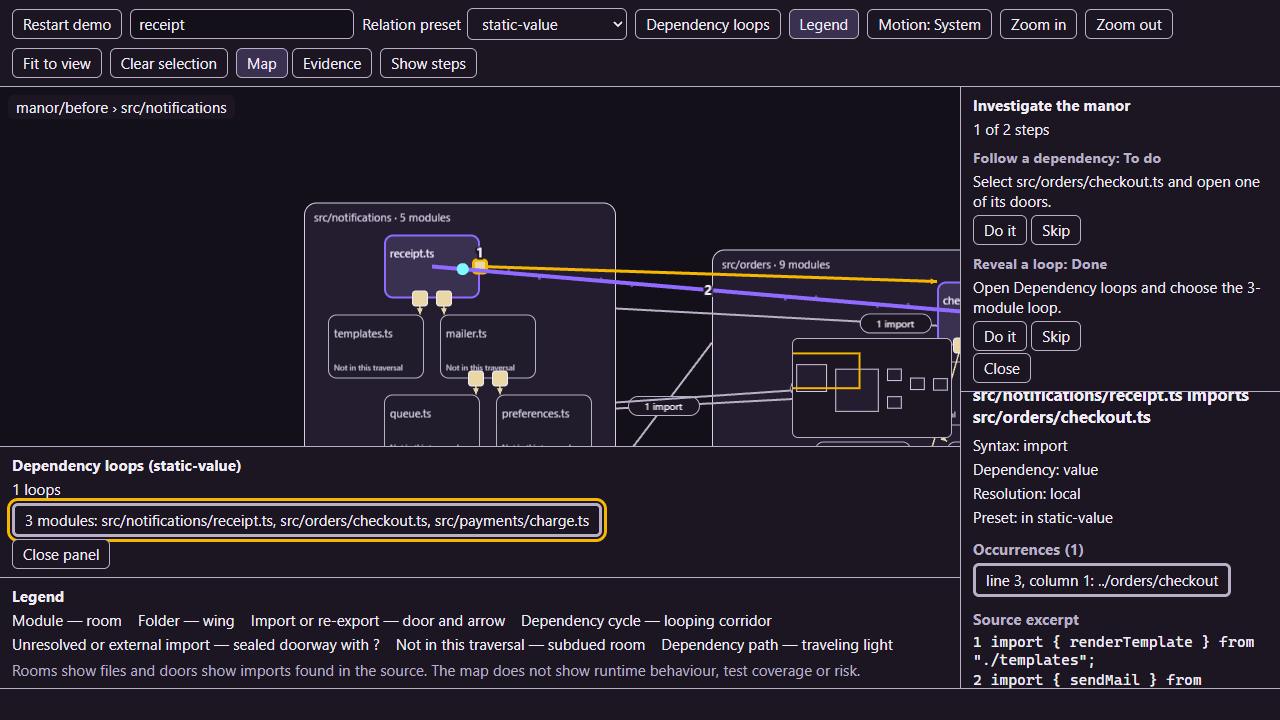 Restart demo
receipt
Relation preset
static-value
Dependency loops
Legend
Motion: System
Zoom in
Zoom out
Fit to view
Clear selection
Map
Evidence
Show steps
manor/before › src/notifications
src/notifications · 5 modules
receipt.ts
1
templates.ts
Not in this traversal
mailer.ts
Not in this traversal
queue.ts
preferences.ts
src/orders · 9 modules
2
1 import
1 import
Dependency loops (static-value)
1 loops
3 modules: src/notifications/receipt.ts, src/orders/checkout.ts, src/payments/charge.ts
Close panel
Legend
Module — room
Folder — wing
Import or re-export — door and arrow
Dependency cycle — looping corridor
Unresolved or external import — sealed doorway with ?
Not in this traversal — subdued room
Dependency path — traveling light
Rooms show files and doors show imports found in the source. The map does not show runtime behaviour, test coverage or risk.
Investigate the manor
1 of 2 steps
Follow a dependency: To do
Select src/orders/checkout.ts and open one
of its doors.
Do it
Skip
Reveal a loop: Done
Open Dependency loops and choose the 3-
module loop.
Do it
Skip
Close
src/notifications/receipt.ts imports
src/orders/checkout.ts
Syntax: import
Dependency: value
Resolution: local
Preset: in static-value
Occurrences (1)
line 3, column 1: ../orders/checkout
Source excerpt
1 import { renderTemplate } from
"./templates";
2 import { sendMail } from